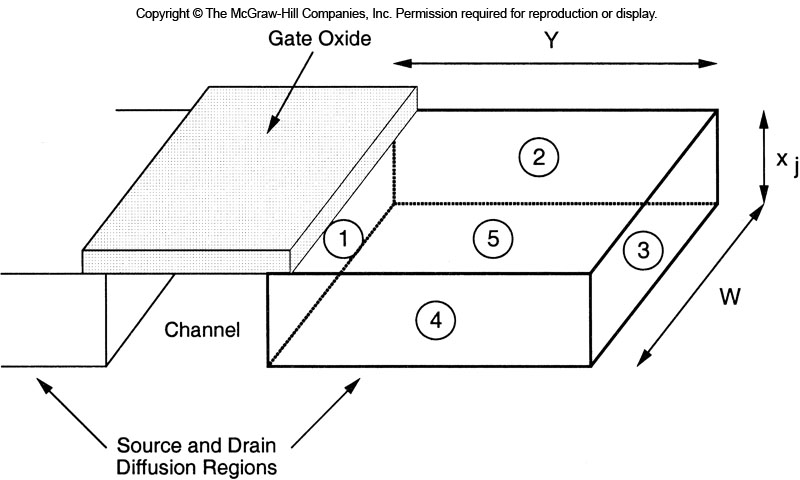 Copyright © The McGraw-Hill Companies, Inc. Permission required for reproduction or display.
Gate Oxide
Y
2
x j
1
5
3
W
4
Channel
Source and Drain
Diffusion Regions